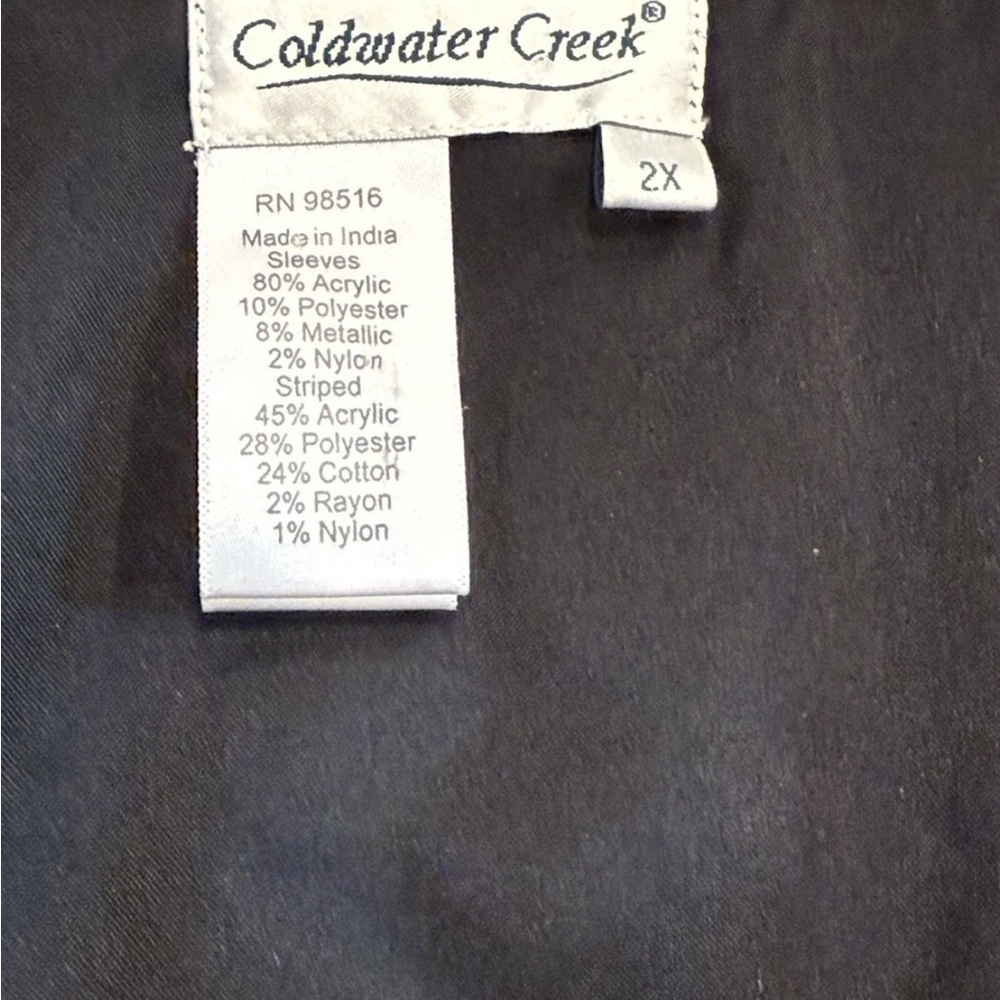 Coldwater Creek®
2X
RN 98516
Made in India
Sleeves
80% Acrylic
10% Polyester
8% Metallic
2% Nylon
Striped
45% Acrylic
28% Polyester
24% Cotton
2% Rayon
1% Nylon